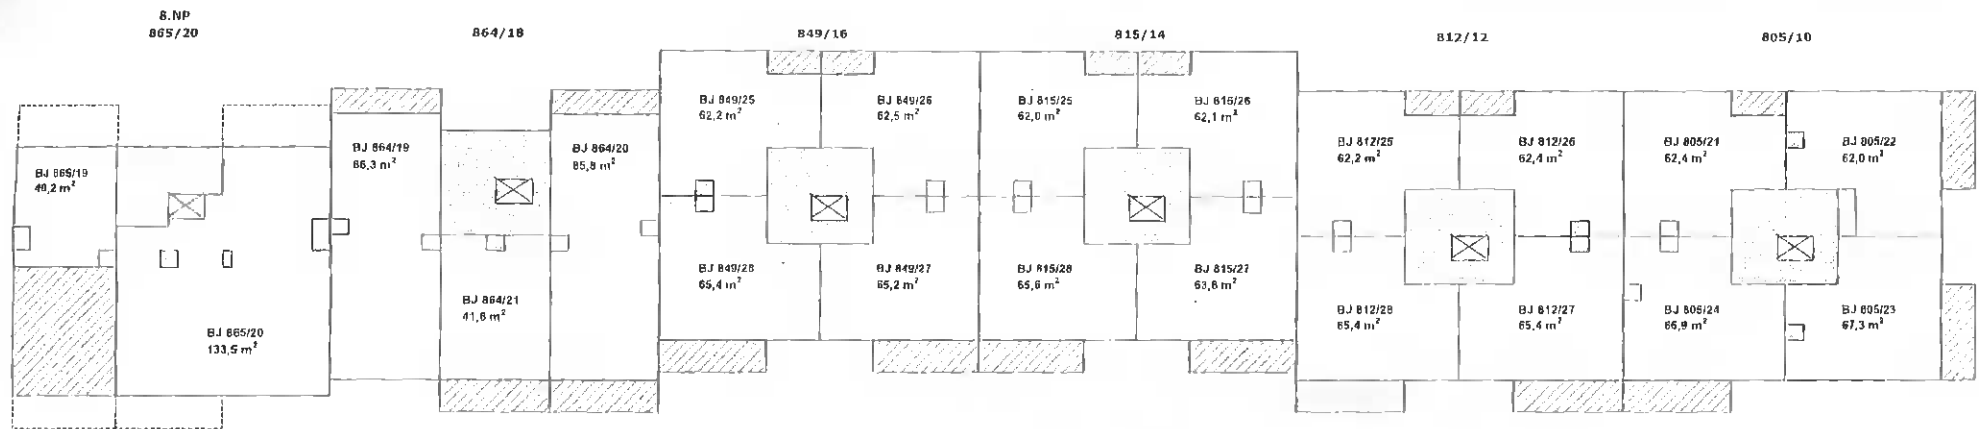 8.NP
865/20
864/18
849/16
815/14
812/12
805/10
BJ 865/19
49,2 m²
BJ 865/20
133,5 m²
BJ 864/19
86,3 m²
BJ 864/21
41,6 m²
BJ 864/20
85,8 m²
BJ 849/25
62,2 m²
BJ 849/26
62,5 m²
BJ 849/28
65,4 m²
BJ 849/27
65,2 m²
BJ 815/25
62,0 m²
BJ 815/26
62,1 m²
BJ 815/28
65,6 m²
BJ 815/27
63,8 m²
BJ 812/25
62,2 m²
BJ 812/26
62,4 m²
BJ 812/28
65,4 m²
BJ 812/27
65,4 m²
BJ 805/21
62,4 m²
BJ 805/22
62,0 m²
BJ 805/24
66,9 m²
BJ 805/23
67,3 m²